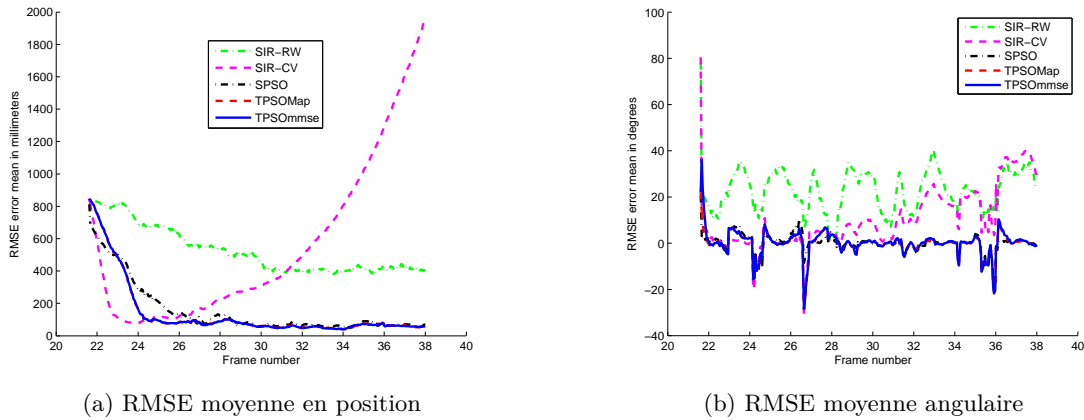 2000
1800
1600
1400
1200
1000
800
600
400
200
0
20 22 24 26 28 30 32 34 36 38 40
RMSE error mean in millimeters
Frame number
SIR−RW
SIR−CV
SPSO
TPSOMap
TPSOmmse
(a) RMSE moyenne en position
100
80
60
40
20
0
−20
−40
20 22 24 26 28 30 32 34 36 38 40
RMSE error mean in degrees
Frame number
SIR−RW
SIR−CV
SPSO
TPSOMap
TPSOmmse
(b) RMSE moyenne angulaire